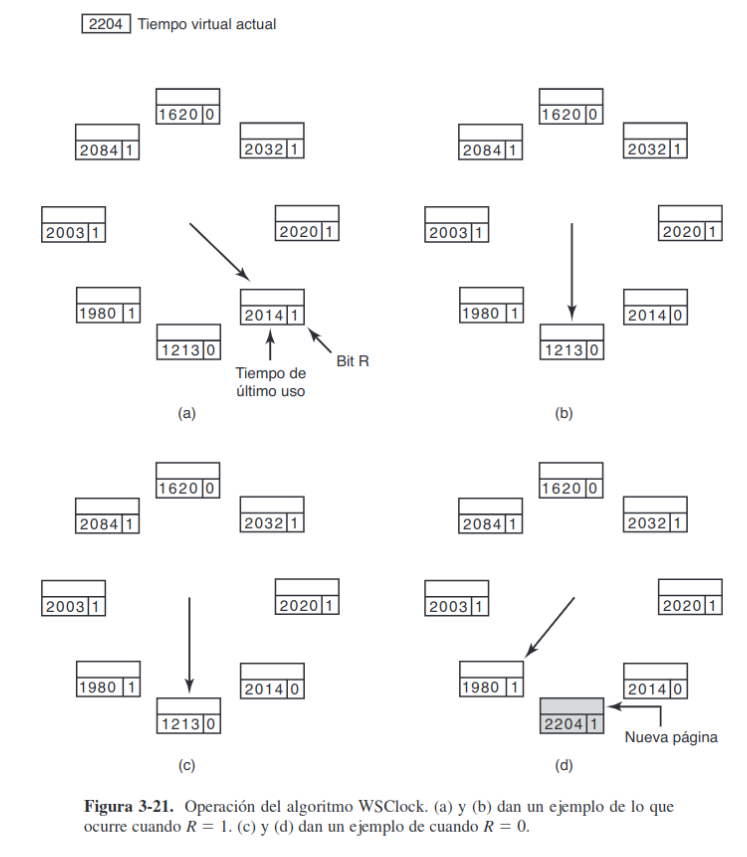 2204 Tiempo virtual actual
1620 0
2084 1
2032 1
2003 1
2020 1
1980 1
2014 1
1213 0
Tiempo de
último uso
Bit R
(a)
1620 0
2084 1
2032 1
2003 1
2020 1
1980 1
2014 0
1213 0
(b)
1620 0
2084 1
2032 1
2003 1
2020 1
1980 1
2014 0
1213 0
(c)
1620 0
2084 1
2032 1
2003 1
2020 1
1980 1
2014 0
2204 1
Nueva página
(d)
Figura 3-21. Operación del algoritmo WSClock. (a) y (b) dan un ejemplo de lo que
ocurre cuando R = 1. (c) y (d) dan un ejemplo de cuando R = 0.